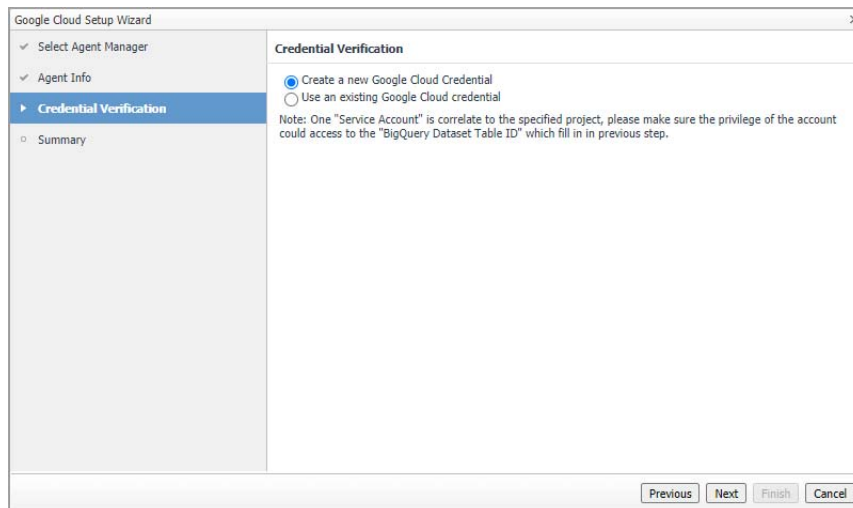 Google Cloud Setup Wizard
Select Agent Manager
Agent Info
Credential Verification
Summary
Credential Verification
Create a new Google Cloud Credential
Use an existing Google Cloud credential
Note: One "Service Account" is correlate to the specified project, please make sure the privilege of the account
could access to the "BigQuery Dataset Table ID" which fill in in previous step.
Previous Next Finish Cancel